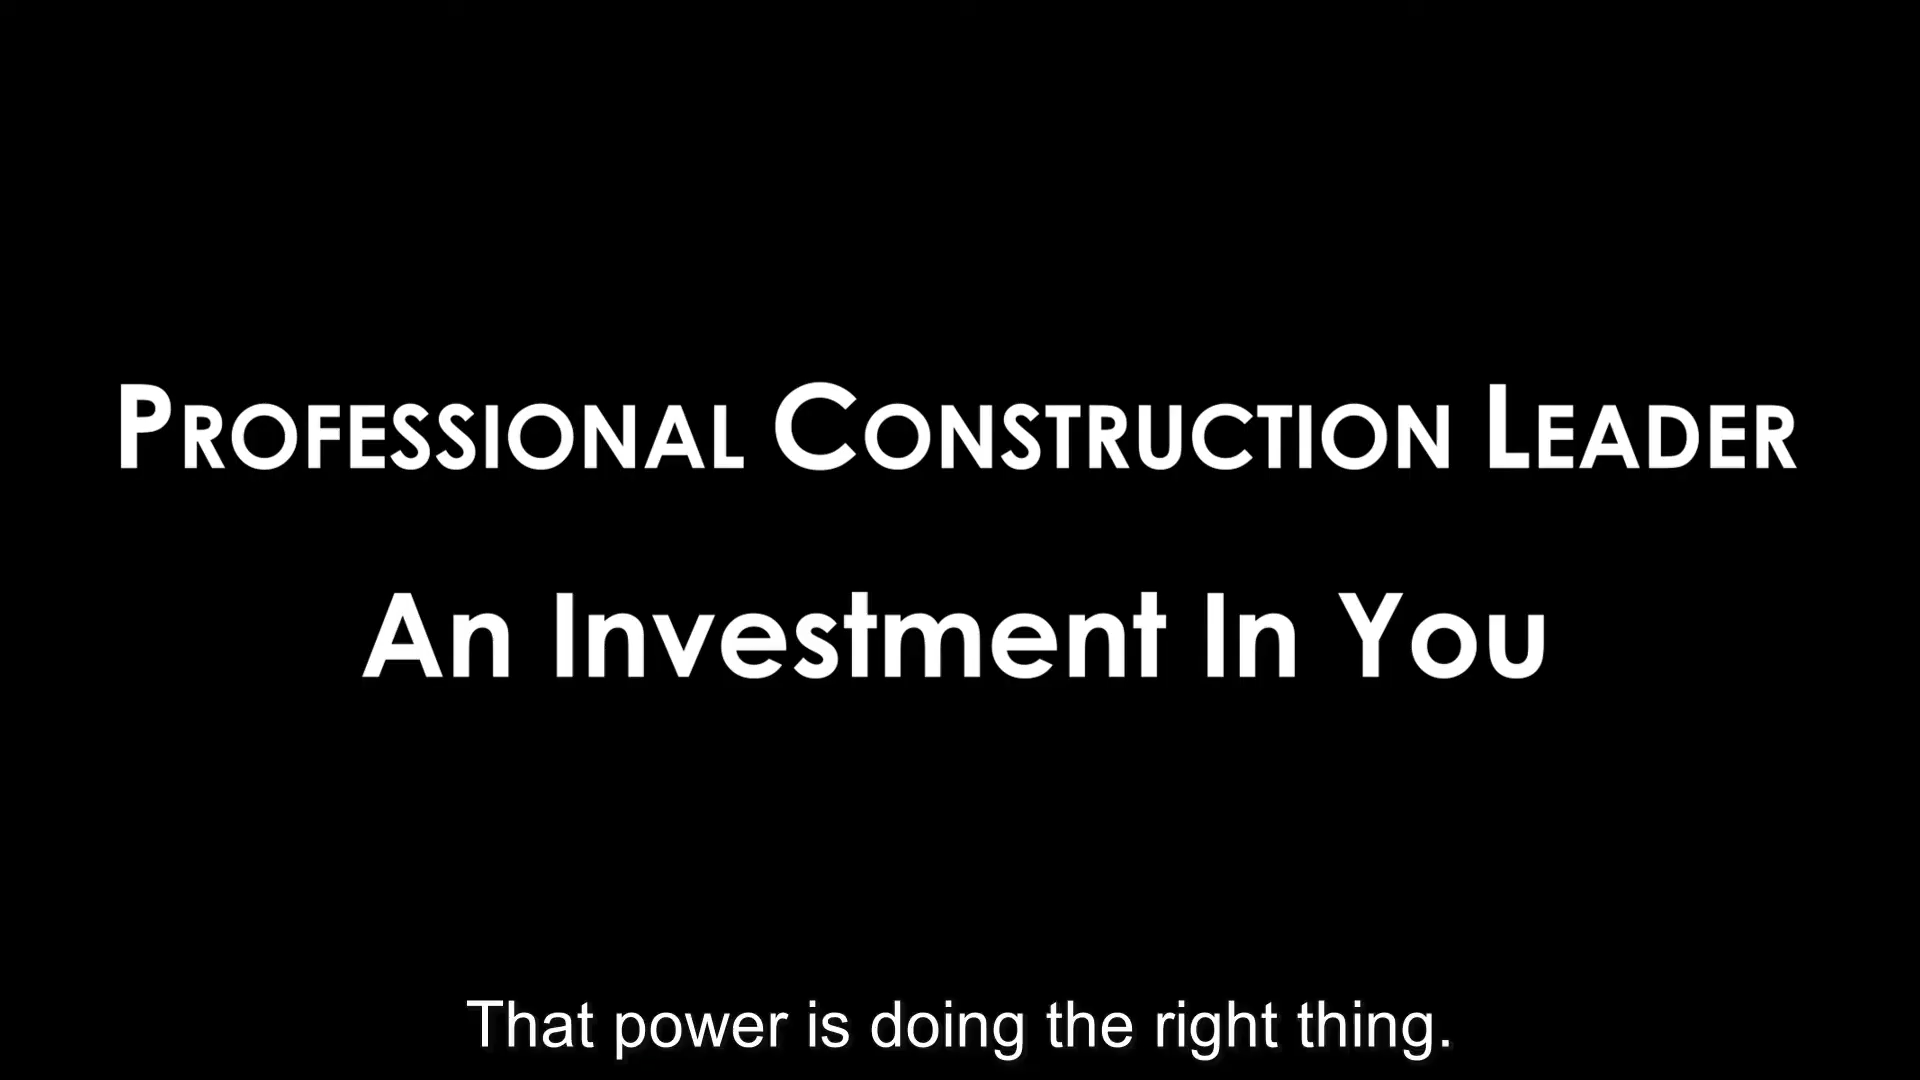 PROFESSIONAL CONSTRUCTION LEADER
An Investment In You
That power is doing the right thing.